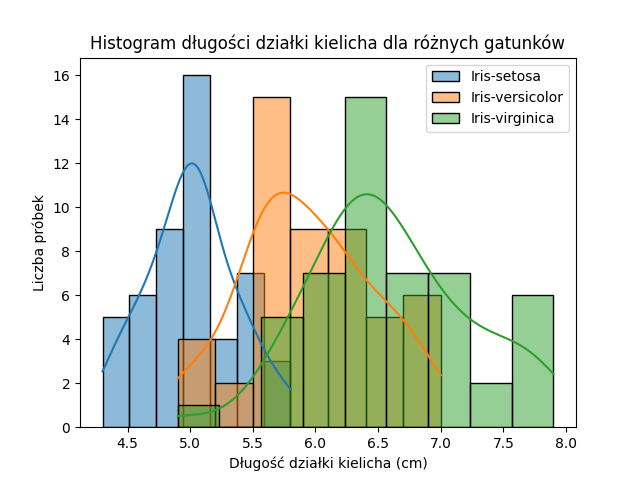 Histogram długości działki kielicha dla różnych gatunków
Iris-setosa
Iris-versicolor
Iris-virginica
Liczba próbek
16
14
12
10
8
6
4
2
0
4.5 5.0 5.5 6.0 6.5 7.0 7.5 8.0
Długość działki kielicha (cm)